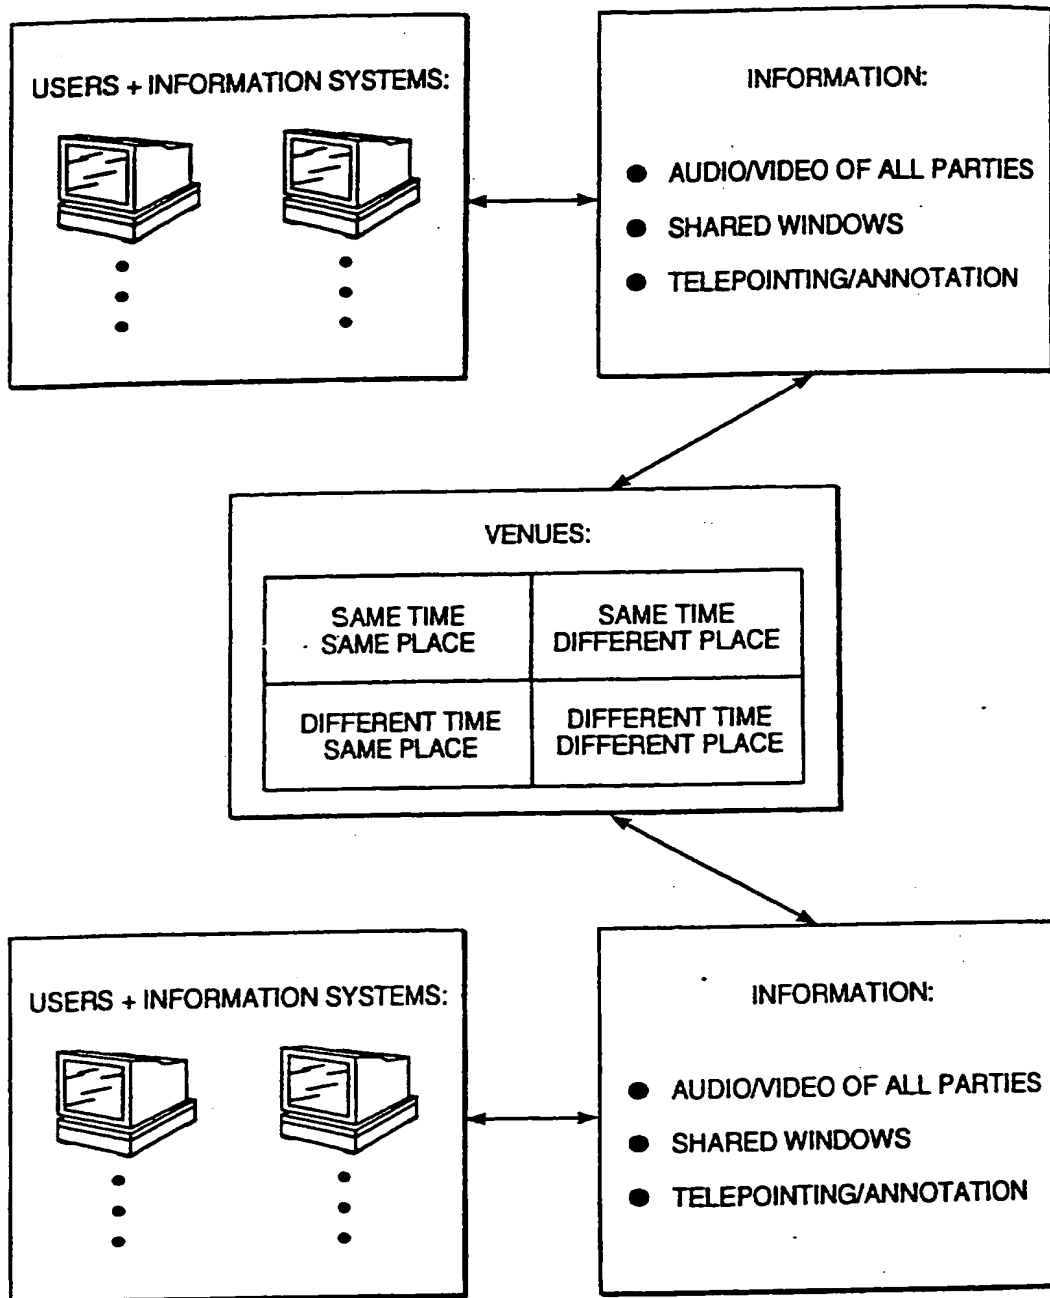 USERS + INFORMATION SYSTEMS:
INFORMATION:
● AUDIO/VIDEO OF ALL PARTIES
● SHARED WINDOWS
● TELEPOINTING/ANNOTATION
VENUES:
SAME TIME
SAME PLACE
SAME TIME
DIFFERENT PLACE
DIFFERENT TIME
SAME PLACE
DIFFERENT TIME
DIFFERENT PLACE
USERS + INFORMATION SYSTEMS:
INFORMATION:
● AUDIO/VIDEO OF ALL PARTIES
● SHARED WINDOWS
● TELEPOINTING/ANNOTATION